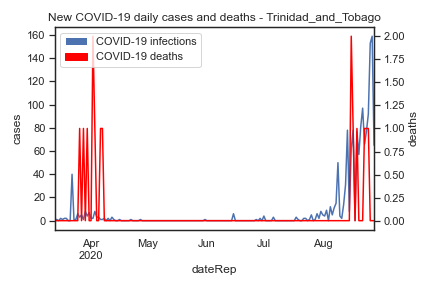 New COVID-19 daily cases and deaths - Trinidad_and_Tobago
COVID-19 infections
COVID-19 deaths
cases
160
140
120
100
80
60
40
20
0
2.00
1.75
1.50
1.25
1.00
0.75
0.50
0.25
0.00
deaths
Apr
2020
May
Jun
Jul
Aug
dateRep